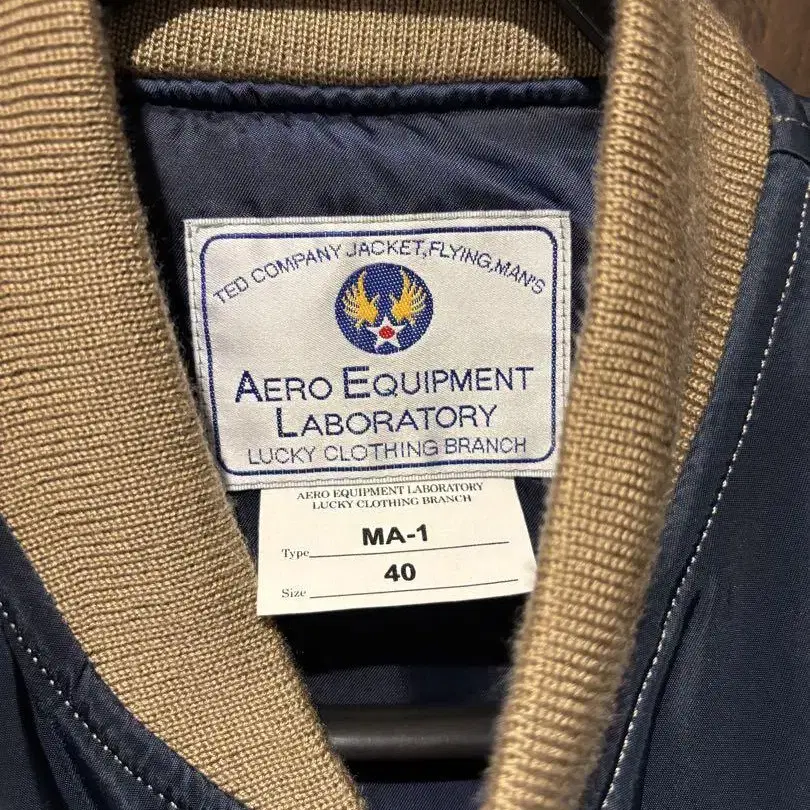 TED COMPANY JACKET,FLYING,MAN'S
AERO EQUIPMENT
LABORATORY
LUCKY CLOTHING BRANCH
AERO EQUIPMENT LABORATORY
LUCKY CLOTHING BRANCH
Type MA-1
Size 40